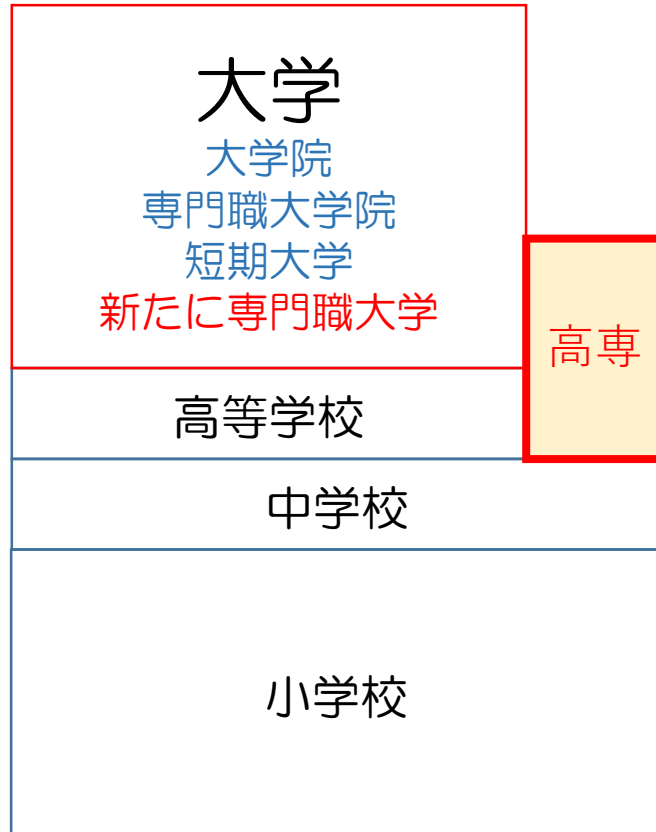 大学
大学院
専門職大学院
短期大学
新たに専門職大学
高専
高等学校
中学校
小学校